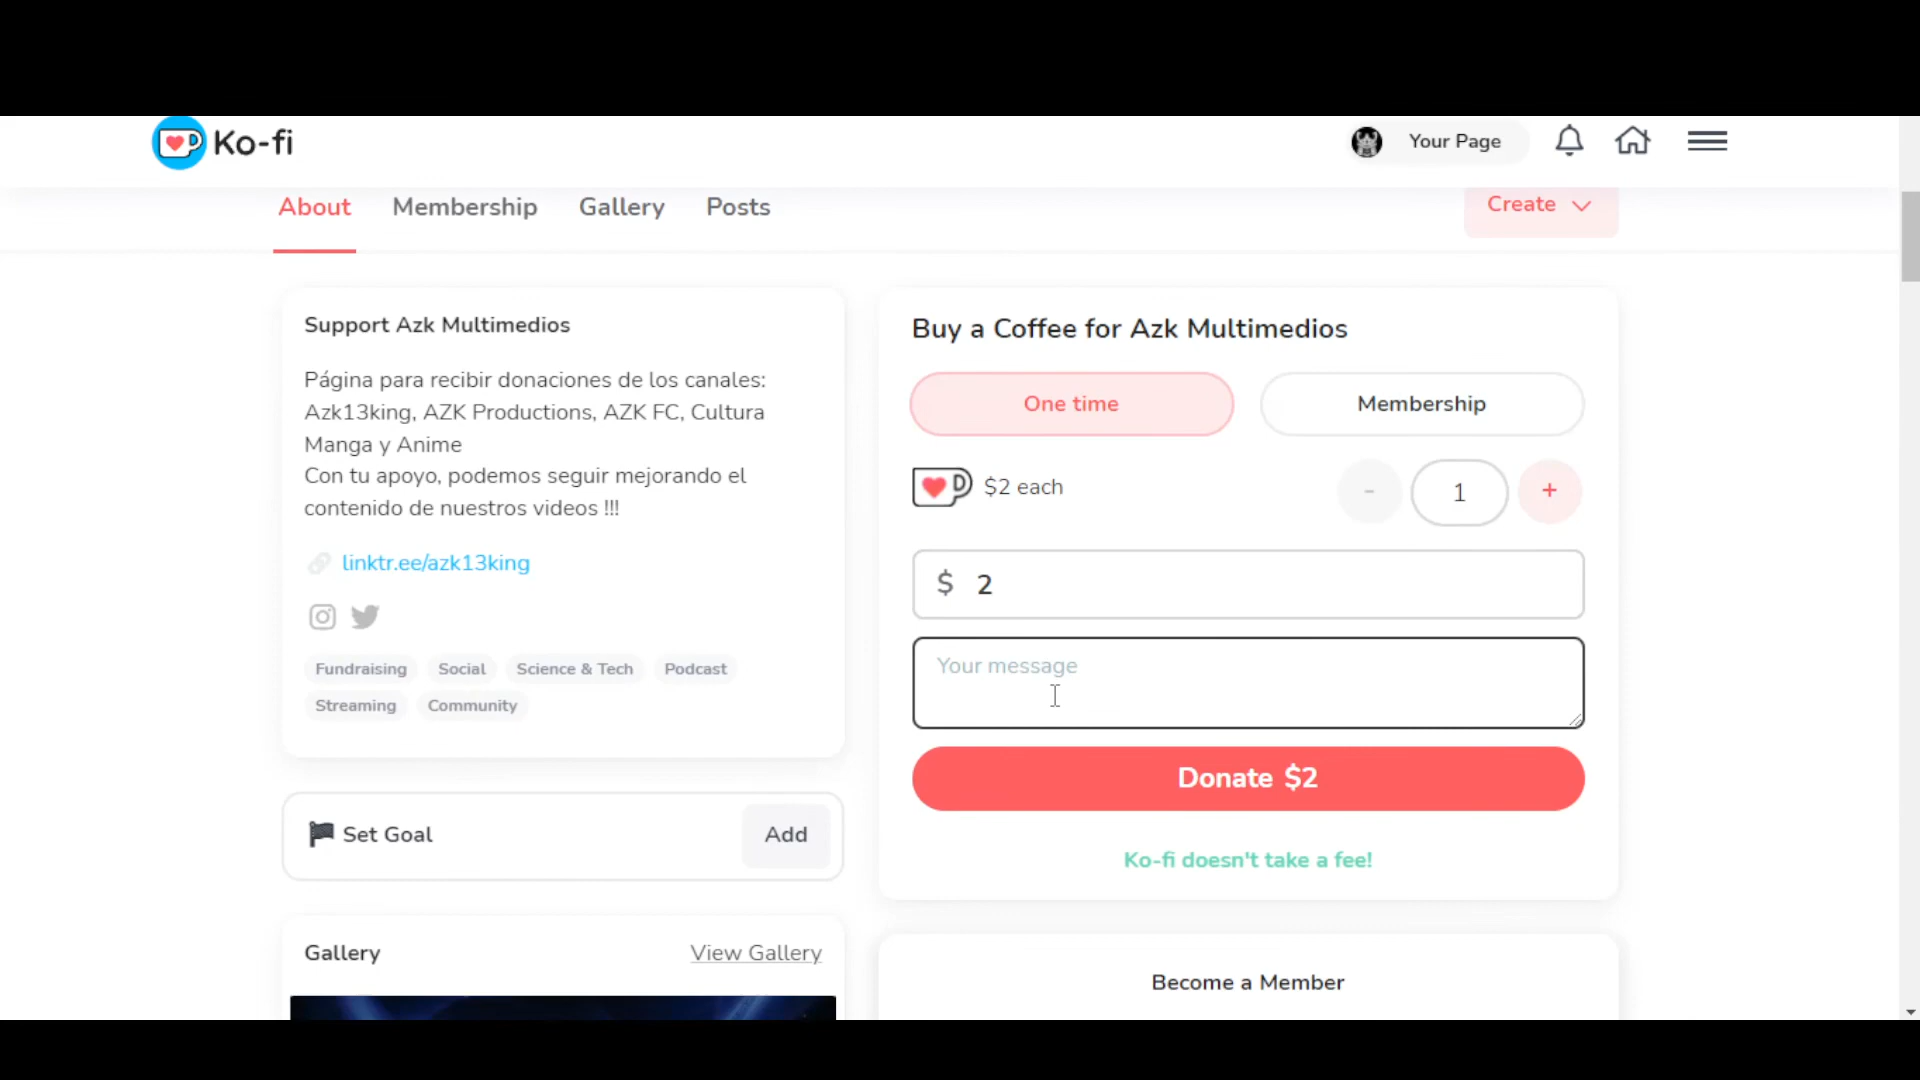 Ko-fi
Your Page
About
Membership
Gallery
Posts
Create
Support Azk Multimedios
Página para recibir donaciones de los canales:
Azk13king, AZK Productions, AZK FC, Cultura
Manga y Anime
Con tu apoyo, podemos seguir mejorando el
contenido de nuestros videos !!!
linktr.ee/azk13king
Fundraising
Social
Science & Tech
Podcast
Streaming
Community
Set Goal
Add
Gallery
View Gallery
Buy a Coffee for Azk Multimedios
One time
Membership
$2 each
-
1
+
$ 2
Your message
Donate $2
Ko-fi doesn't take a fee!
Become a Member